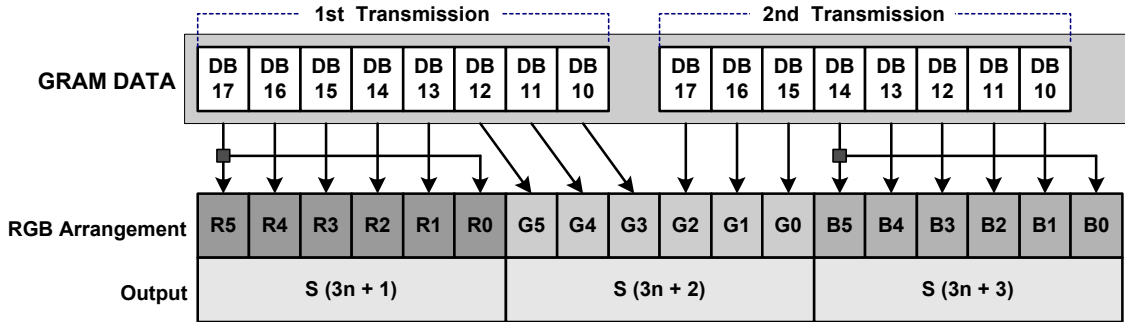 1st Transmission 2nd Transmission
GRAM DATA DB 17 DB 16 DB 15 DB 14 DB 13 DB 12 DB 11 DB 10 DB 17 DB 16 DB 15 DB 14 DB 13 DB 12 DB 11 DB 10
RGB Arrangement R5 R4 R3 R2 R1 R0 G5 G4 G3 G2 G1 G0 B5 B4 B3 B2 B1 B0
Output S (3n + 1) S (3n + 2) S (3n + 3)